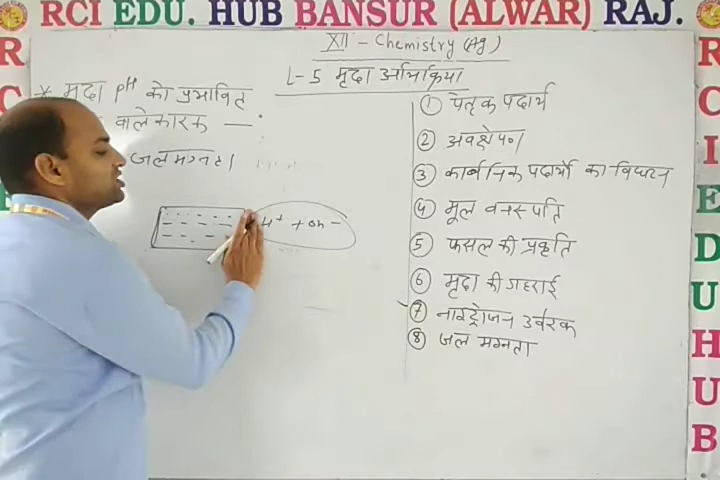 RCI EDU. HUB BANSUR (ALWAR) RAJ.
XII - Chemistry (Ag)
L-5 मृदा अभिक्रिया
* मृदा pH को प्रभावित
वाले कारक —:
जल मग्नता
H+ + OH-
① पैतृक पदार्थ
② अवक्षेपण
③ कार्बनिक पदार्थो का विघटन
④ मूल वनस्पति
⑤ फसल की प्रकृति
⑥ मृदा की गहराई
⑦ नाइट्रोजन उर्वरक
⑧ जल मग्नता
R
C
I
E
D
U
H
U
B